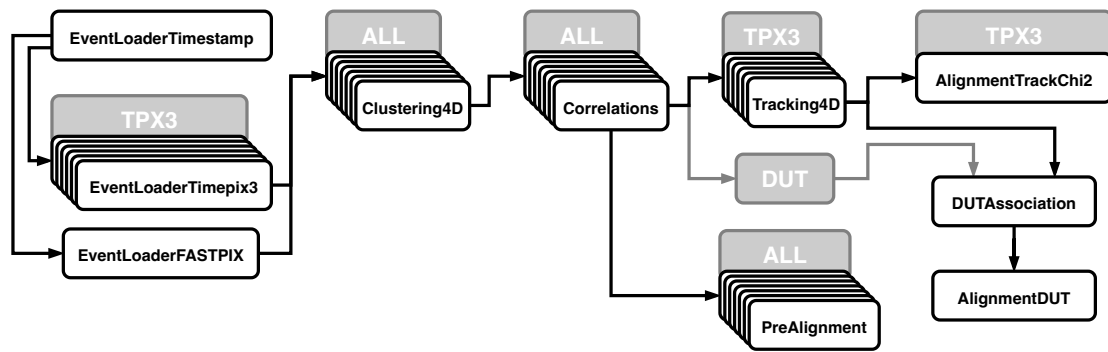 EventLoaderTimestamp
TPX3
EventLoaderTimepix3
EventLoaderFASTPIX
ALL
Clustering4D
ALL
Correlations
TPX3
Tracking4D
DUT
ALL
PreAlignment
TPX3
AlignmentTrackChi2
DUTAssociation
AlignmentDUT